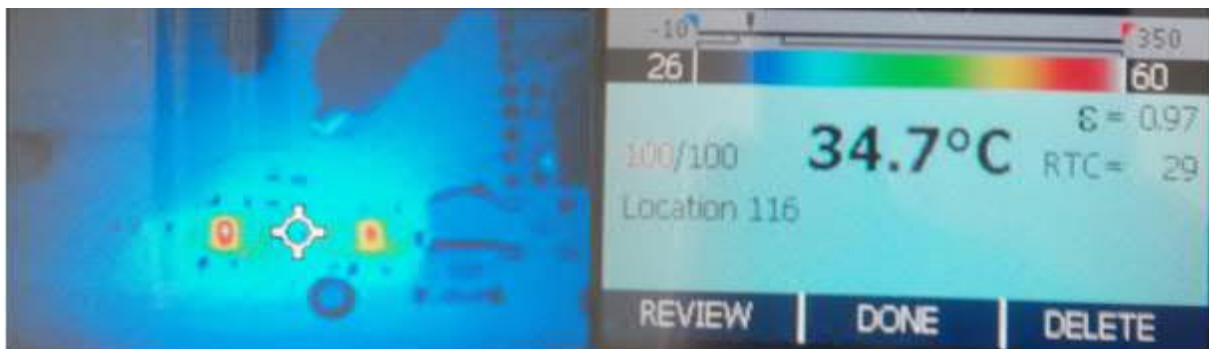 -10 350
26 60
ε = 0.97
100/100 34.7°C RTC= 29
Location 116
REVIEW DONE DELETE